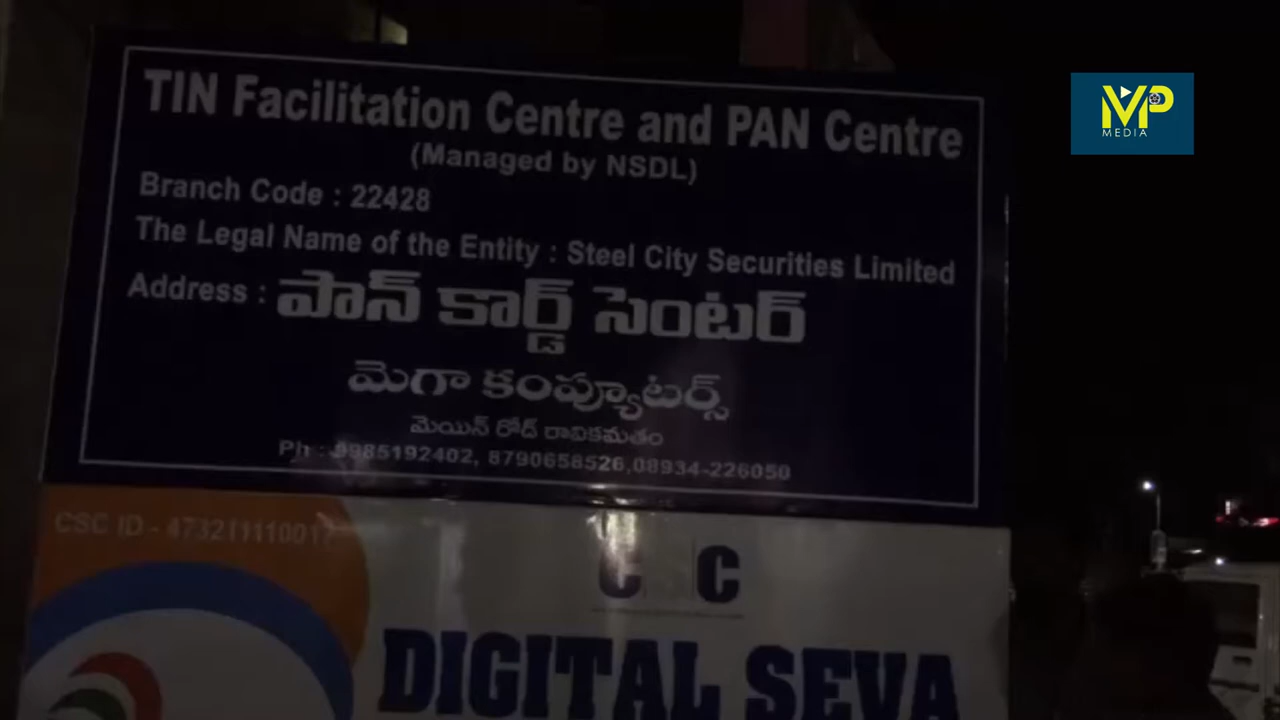 TIN Facilitation Centre and PAN Centre
(Managed by NSDL)
Branch Code : 22428
The Legal Name of the Entity : Steel City Securities Limited
Address : పాన్ కార్డ్ సెంటర్
మెగా కంప్యూటర్స్
మెయిన్ రోడ్ రావికమతం
Ph : 9985192402, 8790658526,08934-226050
CSC ID - 473211110017
C C
DIGITAL SEVA
MVP
MEDIA